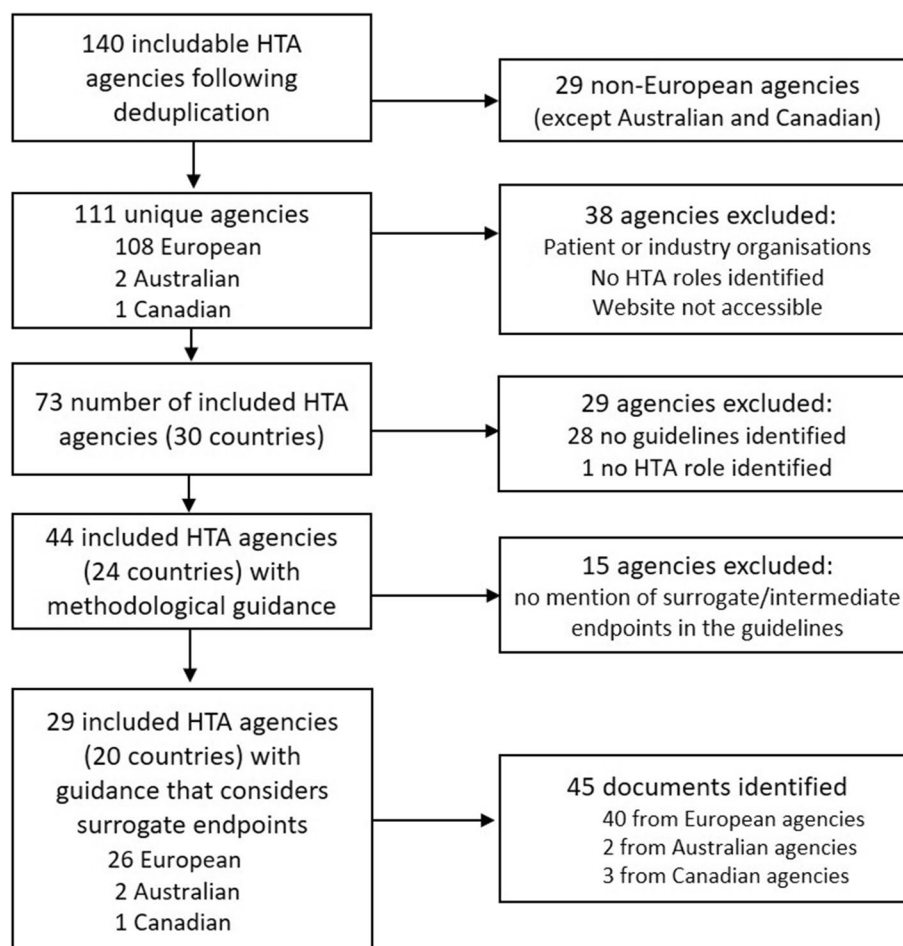 140 includable HTA
agencies following
deduplication
29 non-European agencies
(except Australian and Canadian)
111 unique agencies
108 European
2 Australian
1 Canadian
38 agencies excluded:
Patient or industry organisations
No HTA roles identified
Website not accessible
73 number of included HTA
agencies (30 countries)
29 agencies excluded:
28 no guidelines identified
1 no HTA role identified
44 included HTA agencies
(24 countries) with
methodological guidance
15 agencies excluded:
no mention of surrogate/intermediate
endpoints in the guidelines
29 included HTA agencies
(20 countries) with
guidance that considers
surrogate endpoints
26 European
2 Australian
1 Canadian
45 documents identified
40 from European agencies
2 from Australian agencies
3 from Canadian agencies